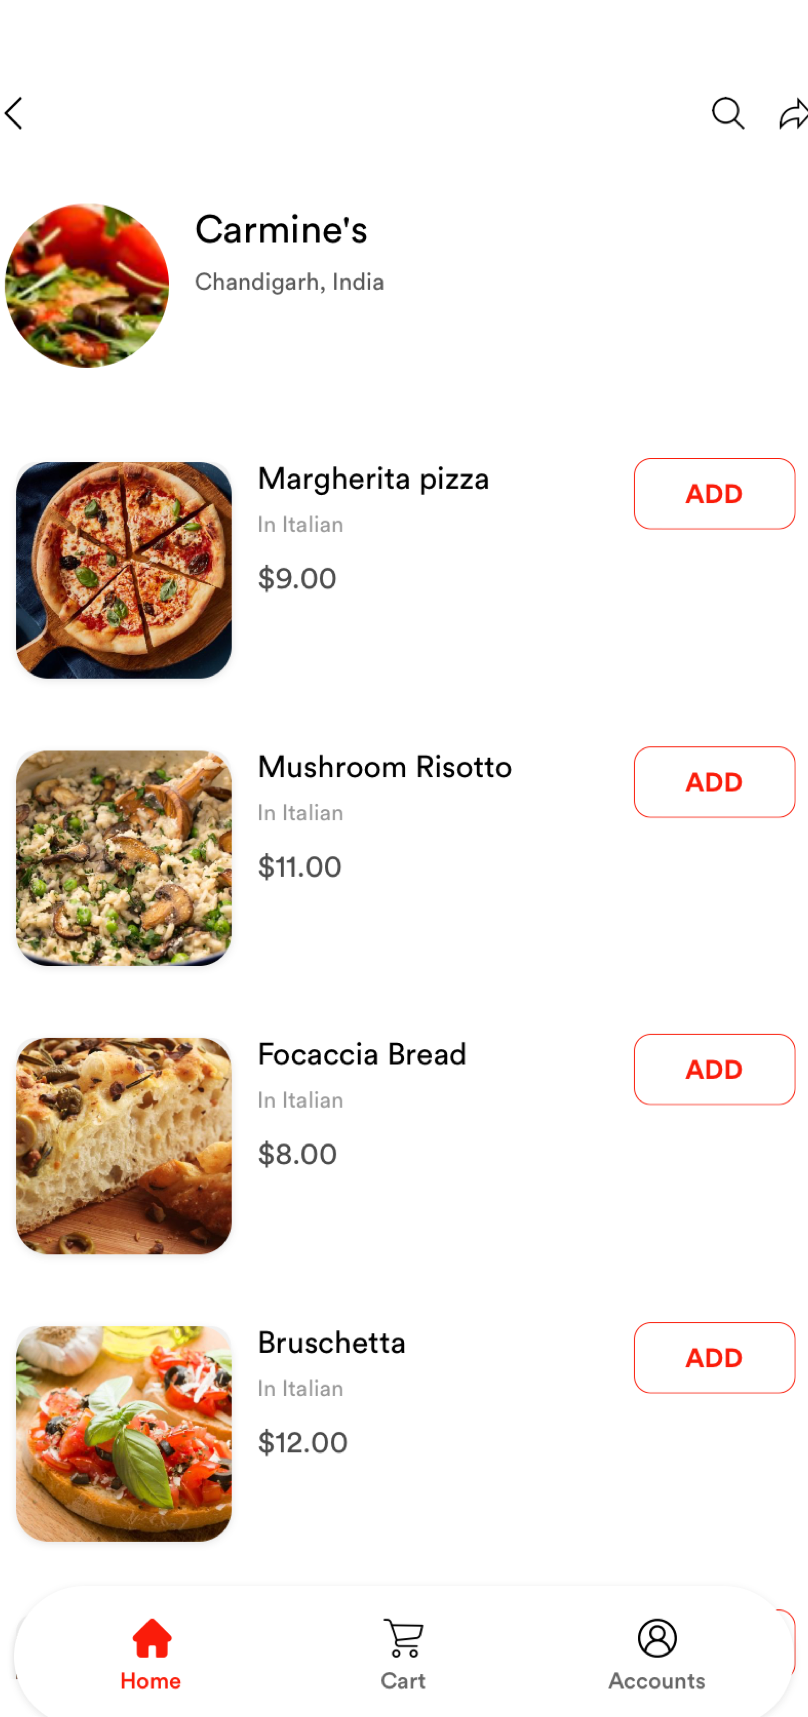 Carmine's
Chandigarh, India
Margherita pizza
ADD
In Italian
$9.00
Mushroom Risotto
ADD
In Italian
$11.00
Focaccia Bread
ADD
In Italian
$8.00
Bruschetta
ADD
In Italian
$12.00
Home
Cart
Accounts